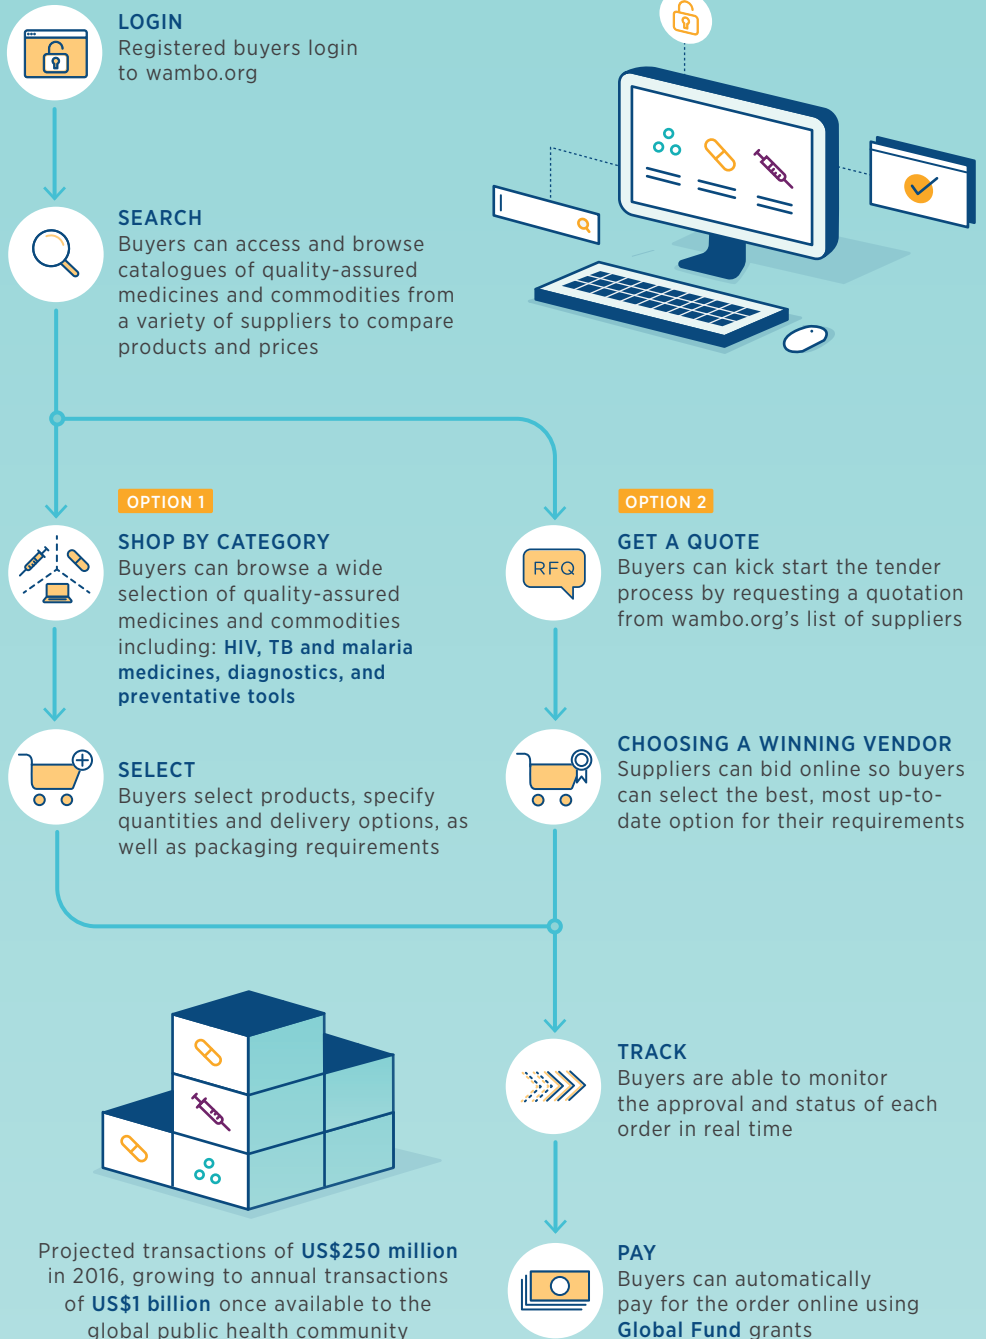 LOGIN
Registered buyers login
to wambo.org
SEARCH
Buyers can access and browse
catalogues of quality-assured
medicines and commodities from
a variety of suppliers to compare
products and prices
OPTION 1
SHOP BY CATEGORY
Buyers can browse a wide
selection of quality-assured
medicines and commodities
including: HIV, TB and malaria
medicines, diagnostics, and
preventative tools
SELECT
Buyers select products, specify
quantities and delivery options, as
well as packaging requirements
OPTION 2
RFQ
GET A QUOTE
Buyers can kick start the tender
process by requesting a quotation
from wambo.org’s list of suppliers
CHOOSING A WINNING VENDOR
Suppliers can bid online so buyers
can select the best, most up-to-
date option for their requirements
TRACK
Buyers are able to monitor
the approval and status of each
order in real time
PAY
Buyers can automatically
pay for the order online using
Global Fund grants
Projected transactions of US$250 million
in 2016, growing to annual transactions
of US$1 billion once available to the
global public health community